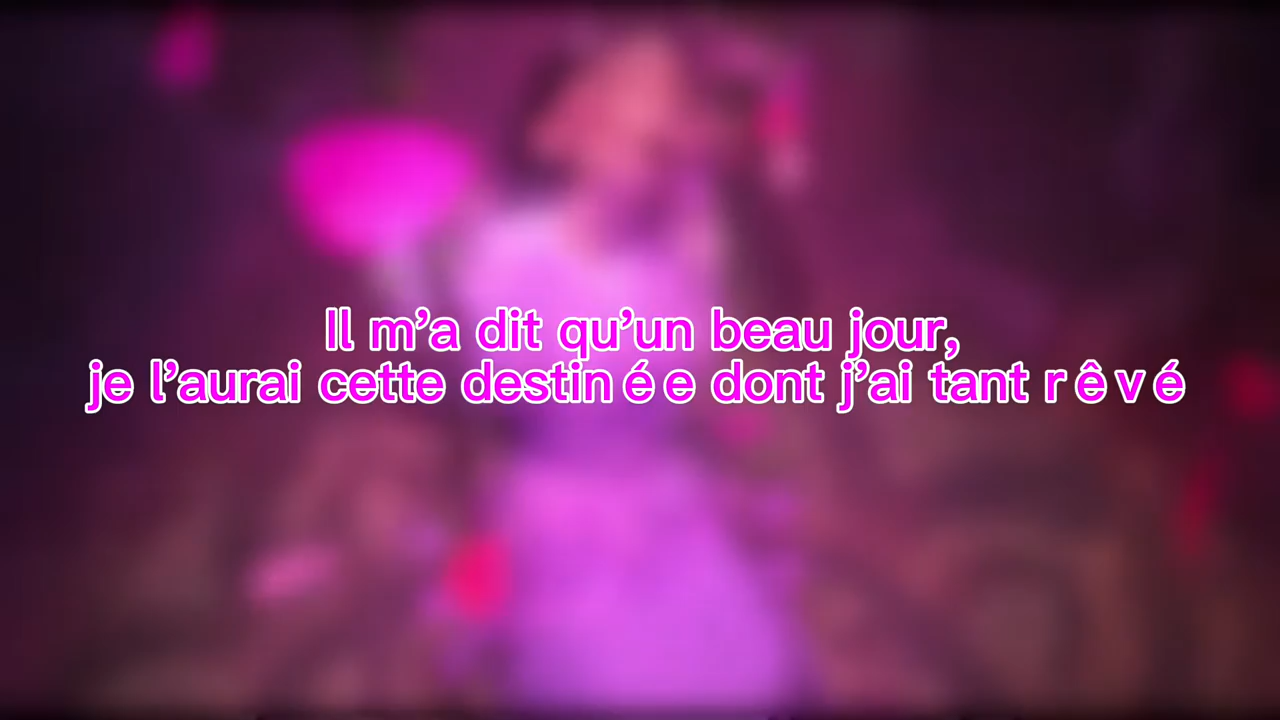 Il m’a dit qu’un beau jour,
je l’aurai cette destinée dont j’ai tant rêvé